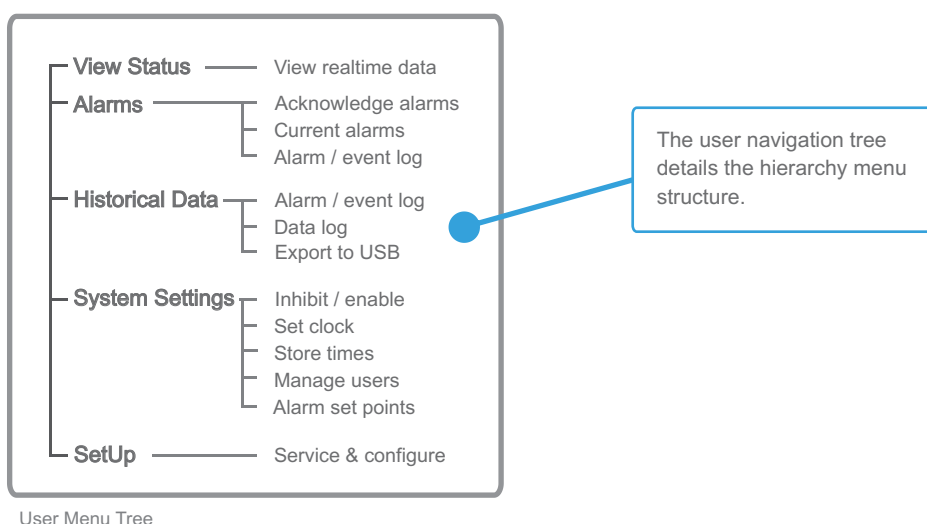 View Status View realtime data
Alarms Acknowledge alarms
Current alarms
Alarm / event log
Historical Data Alarm / event log
Data log
Export to USB
System Settings Inhibit / enable
Set clock
Store times
Manage users
Alarm set points
SetUp Service & configure
The user navigation tree
details the hierarchy menu
structure.
User Menu Tree